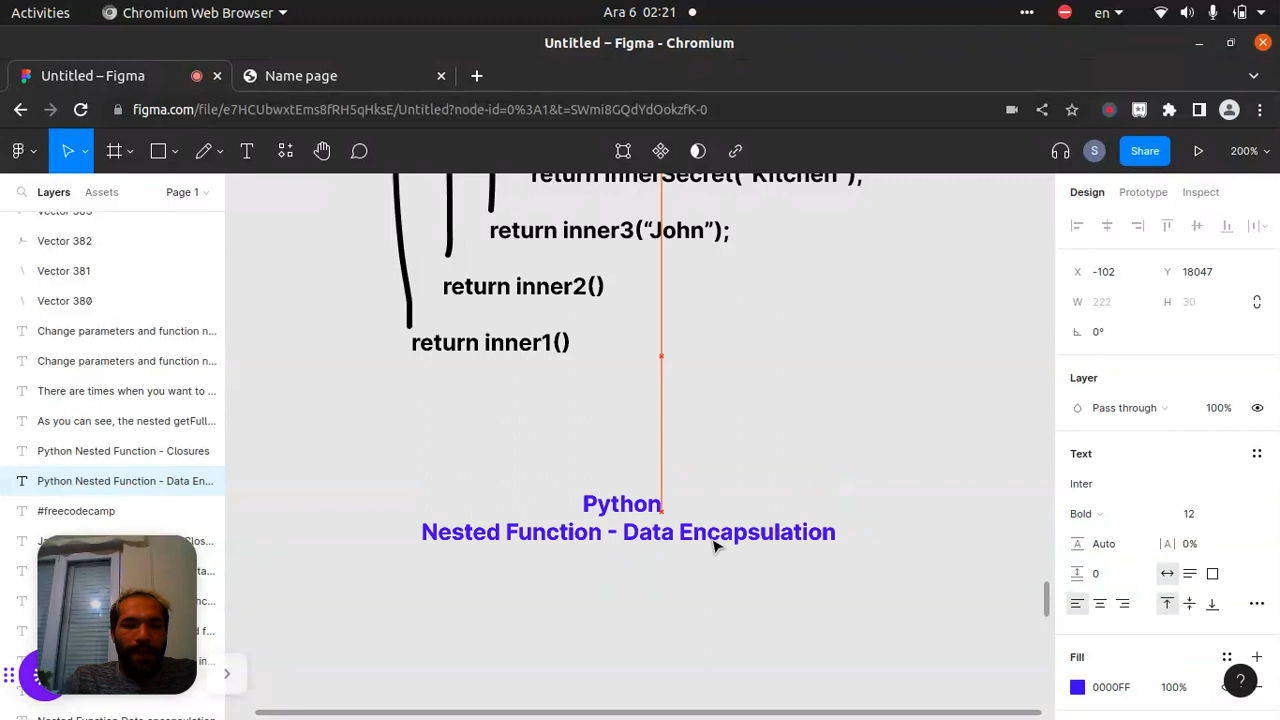 Activities
Chromium Web Browser
Ara 6 02:21
en
Untitled – Figma - Chromium
Untitled – Figma
Name page
figma.com/file/e7HCUbwxtEms8fRH5qHksE/Untitled?node-id=0%3A1&t=SWmi8GQdYdOokzfK-0
S
Share
200%
Layers
Assets
Page 1
Design
Prototype
Inspect
Vector 383
Vector 382
Vector 381
Vector 380
Change parameters and function n...
Change parameters and function n...
There are times when you want to ...
As you can see, the nested getFull...
Python Nested Function - Closures
Python Nested Function - Data En...
#freecodecamp
return innerSecret("Kitchen");
return inner3(“John”);
return inner2()
return inner1()
Python
Nested Function - Data Encapsulation
X -102
Y 18047
W 222
H 30
0°
Layer
Pass through
100%
Text
Inter
Bold
12
Auto
0%
0
Fill
0000FF
100%
?